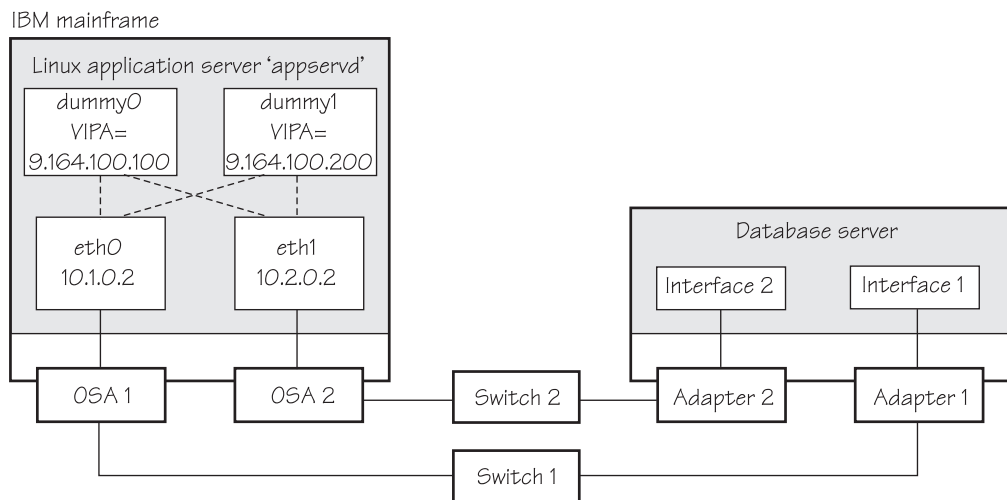 IBM mainframe
Linux application server ‘appservd’
dummy0
VIPA=
9.164.100.100
dummy1
VIPA=
9.164.100.200
eth0
10.1.0.2
eth1
10.2.0.2
Database server
Interface 2
Interface 1
OSA 1
OSA 2
Switch 2
Adapter 2
Adapter 1
Switch 1